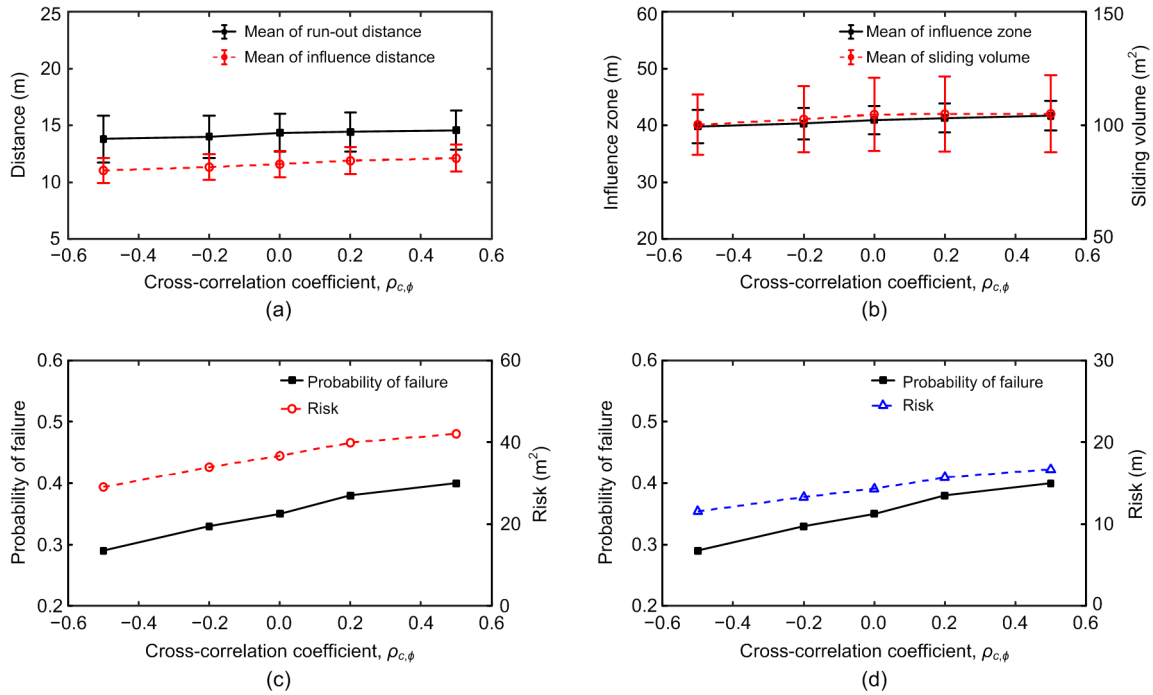 25
20
15
10
5
Distance (m)
Mean of run-out distance
Mean of influence distance
−0.6 −0.4 −0.2 0.0 0.2 0.4 0.6
Cross-correlation coefficient, ρc,ϕ
(a)
60
50
40
30
20
Influence zone (m)
Mean of influence zone
Mean of sliding volume
150
100
50
Sliding volume (m²)
−0.6 −0.4 −0.2 0.0 0.2 0.4 0.6
Cross-correlation coefficient, ρc,ϕ
(b)
0.6
0.5
0.4
0.3
0.2
Probability of failure
Probability of failure
Risk
60
40
20
0
Risk (m²)
−0.6 −0.4 −0.2 0.0 0.2 0.4 0.6
Cross-correlation coefficient, ρc,ϕ
(c)
0.6
0.5
0.4
0.3
0.2
Probability of failure
Probability of failure
Risk
30
20
10
0
Risk (m)
−0.6 −0.4 −0.2 0.0 0.2 0.4 0.6
Cross-correlation coefficient, ρc,ϕ
(d)